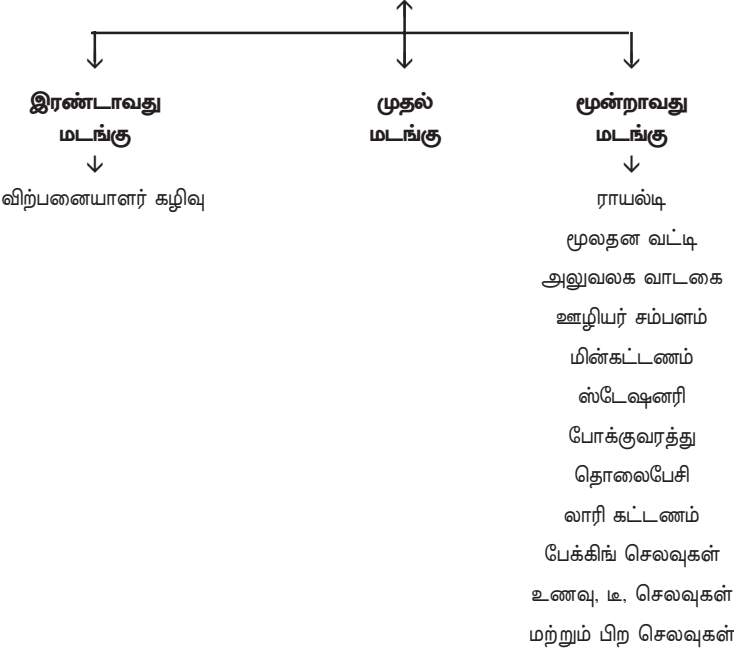 இரண்டாவது
மடங்கு
விற்பனையாளர் கழிவு
முதல்
மடங்கு
மூன்றாவது
மடங்கு
ராயல்டி
மூலதன வட்டி
அலுவலக வாடகை
ஊழியர் சம்பளம்
மின்கட்டணம்
ஸ்டேஷனரி
போக்குவரத்து
தொலைபேசி
லாரி கட்டணம்
பேக்கிங் செலவுகள்
உணவு, டீ, செலவுகள்
மற்றும் பிற செலவுகள்